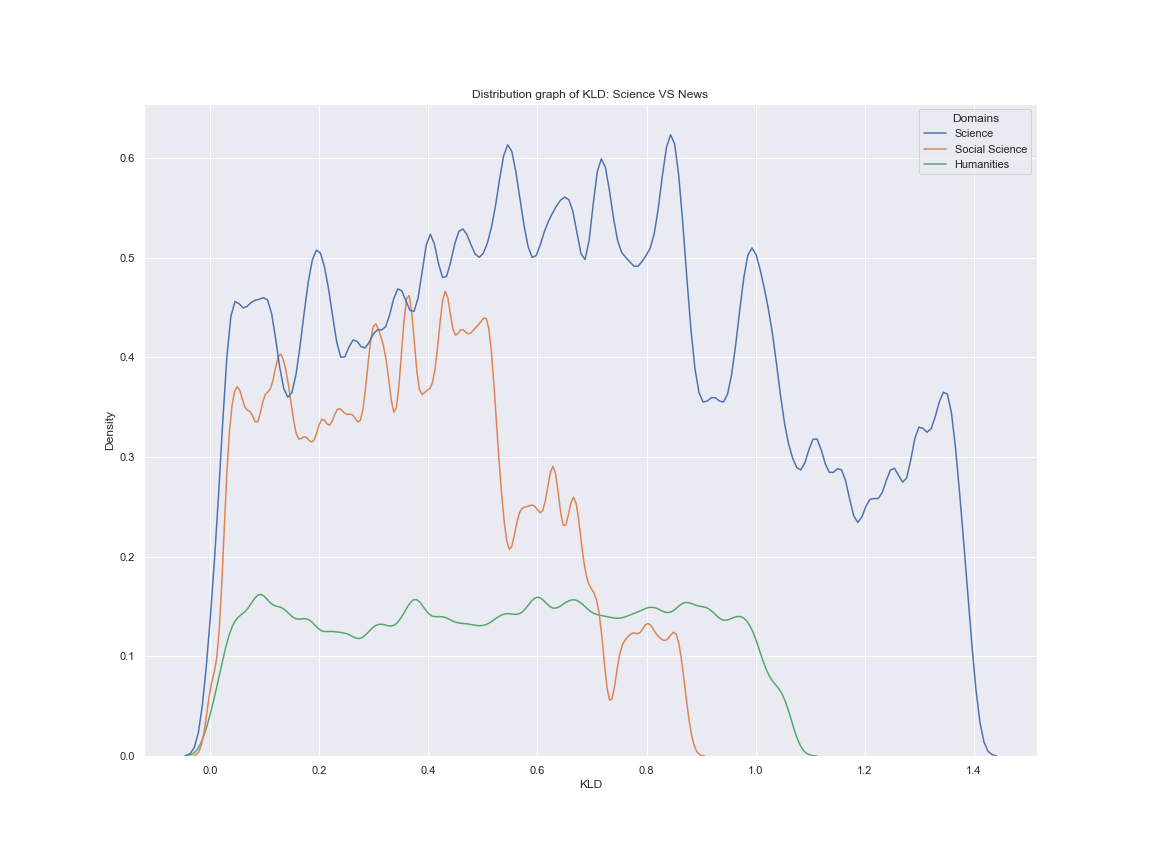 Distribution graph of KLD: Science VS News
Domains
Science
Social Science
Humanities
Density
0.6
0.5
0.4
0.3
0.2
0.1
0.0
0.0 0.2 0.4 0.6 0.8 1.0 1.2 1.4
KLD